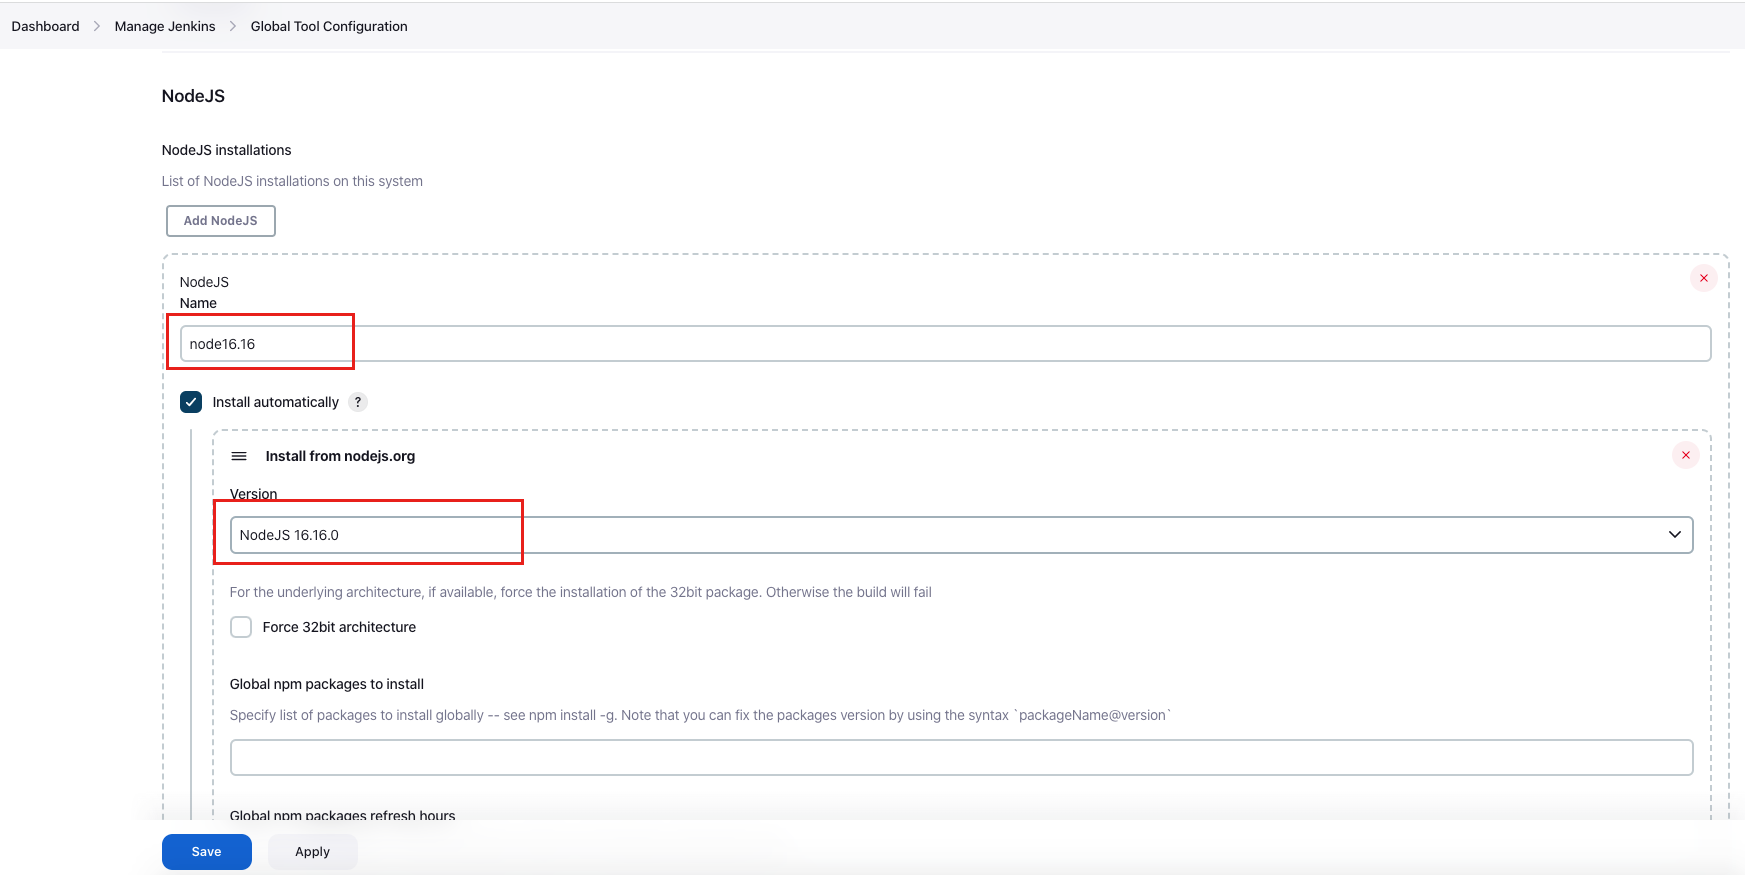 Dashboard > Manage Jenkins > Global Tool Configuration
NodeJS
NodeJS installations
List of NodeJS installations on this system
Add NodeJS
NodeJS
Name
node16.16
Install automatically ?
Install from nodejs.org
Version
NodeJS 16.16.0
For the underlying architecture, if available, force the installation of the 32bit package. Otherwise the build will fail
Force 32bit architecture
Global npm packages to install
Specify list of packages to install globally -- see npm install -g. Note that you can fix the packages version by using the syntax `packageName@version`
Global npm packages refresh hours
Save
Apply